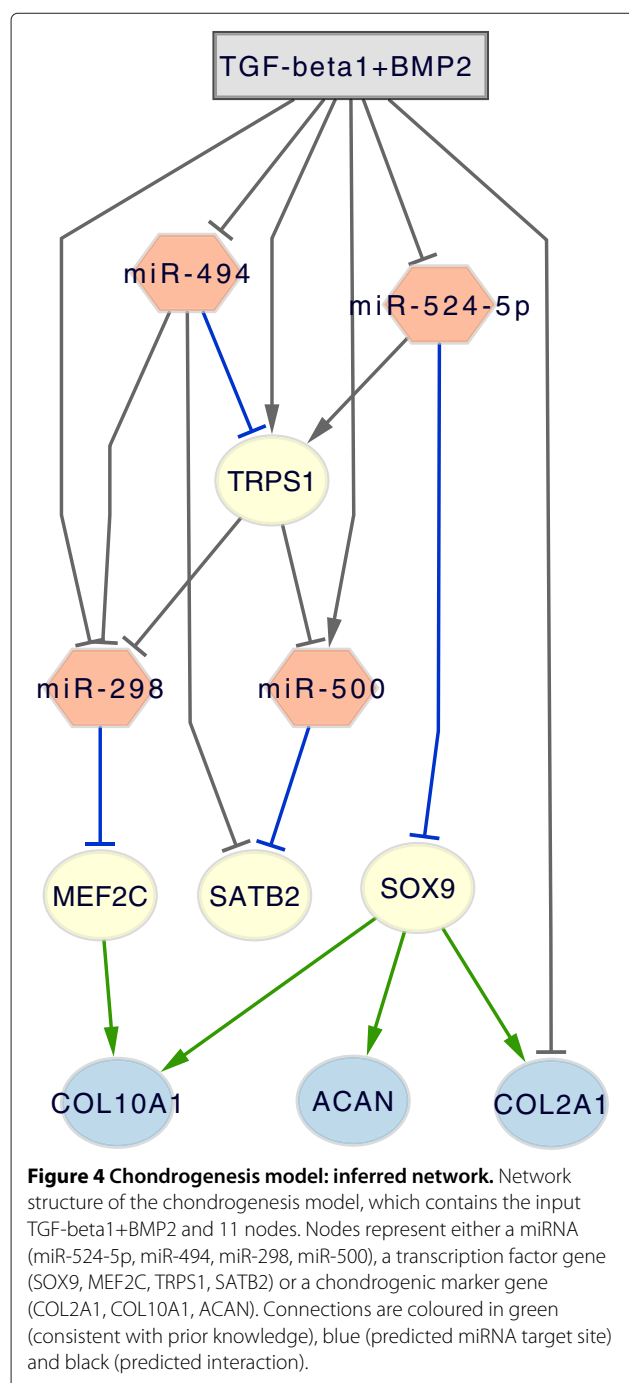 TGF-beta1+BMP2
miR-494
miR-524-5p
TRPS1
miR-298
miR-500
MEF2C
SATB2
SOX9
COL10A1
ACAN
COL2A1
Figure 4 Chondrogenesis model: inferred network. Network
structure of the chondrogenesis model, which contains the input
TGF-beta1+BMP2 and 11 nodes. Nodes represent either a miRNA
(miR-524-5p, miR-494, miR-298, miR-500), a transcription factor gene
(SOX9, MEF2C, TRPS1, SATB2) or a chondrogenic marker gene
(COL2A1, COL10A1, ACAN). Connections are coloured in green
(consistent with prior knowledge), blue (predicted miRNA target site)
and black (predicted interaction).